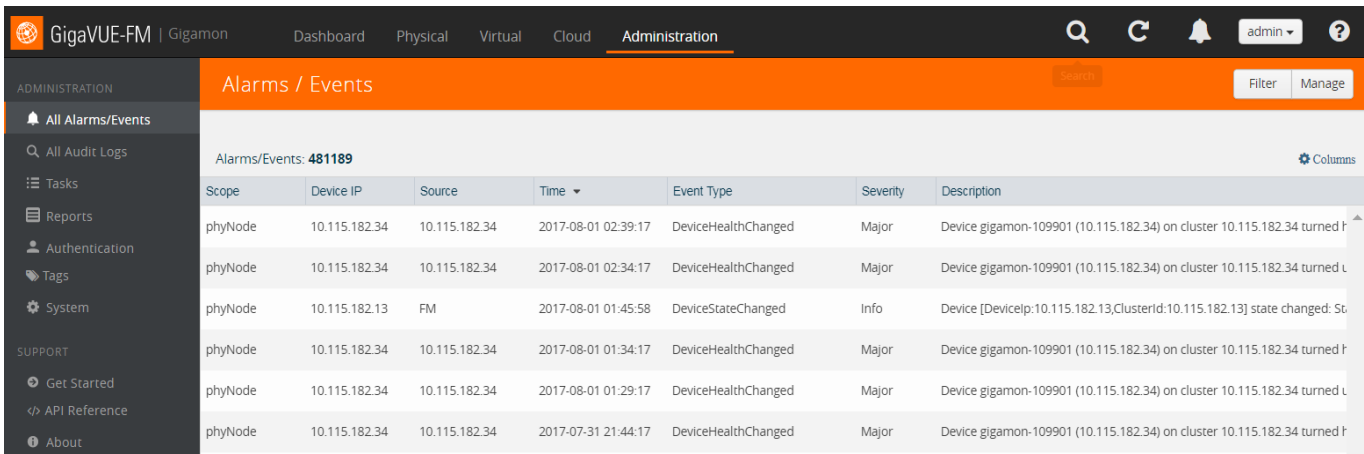 GigaVUE-FM | Gigamon Dashboard Physical Virtual Cloud Administration admin
Search
ADMINISTRATION
All Alarms/Events
All Audit Logs
Tasks
Reports
Authentication
Tags
System
SUPPORT
Get Started
</> API Reference
About
Alarms / Events Filter Manage
Alarms/Events: 481189 Columns
Scope Device IP Source Time Event Type Severity Description
phyNode 10.115.182.34 10.115.182.34 2017-08-01 02:39:17 DeviceHealthChanged Major Device gigamon-109901 (10.115.182.34) on cluster 10.115.182.34 turned h
phyNode 10.115.182.34 10.115.182.34 2017-08-01 02:34:17 DeviceHealthChanged Major Device gigamon-109901 (10.115.182.34) on cluster 10.115.182.34 turned u
phyNode 10.115.182.13 FM 2017-08-01 01:45:58 DeviceStateChanged Info Device [DeviceIp:10.115.182.13,ClusterId:10.115.182.13] state changed: Sta
phyNode 10.115.182.34 10.115.182.34 2017-08-01 01:34:17 DeviceHealthChanged Major Device gigamon-109901 (10.115.182.34) on cluster 10.115.182.34 turned h
phyNode 10.115.182.34 10.115.182.34 2017-08-01 01:29:17 DeviceHealthChanged Major Device gigamon-109901 (10.115.182.34) on cluster 10.115.182.34 turned u
phyNode 10.115.182.34 10.115.182.34 2017-07-31 21:44:17 DeviceHealthChanged Major Device gigamon-109901 (10.115.182.34) on cluster 10.115.182.34 turned h